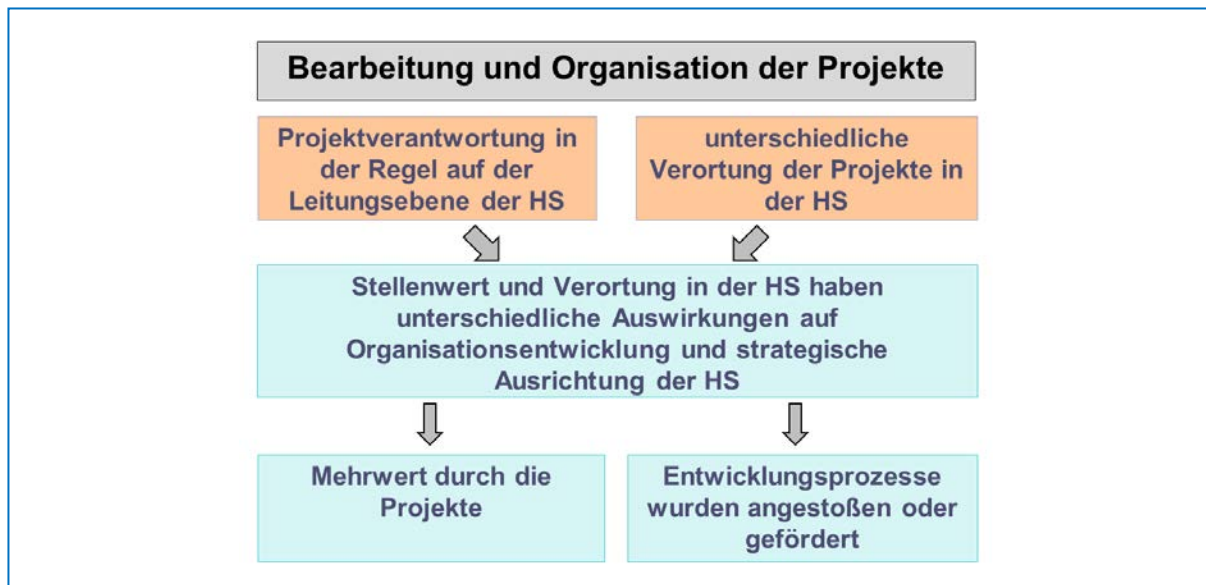 Bearbeitung und Organisation der Projekte
Projektverantwortung in
der Regel auf der
Leitungsebene der HS
unterschiedliche
Verortung der Projekte in
der HS
Stellenwert und Verortung in der HS haben
unterschiedliche Auswirkungen auf
Organisationsentwicklung und strategische
Ausrichtung der HS
Mehrwert durch die
Projekte
Entwicklungsprozesse
wurden angestoßen oder
gefördert